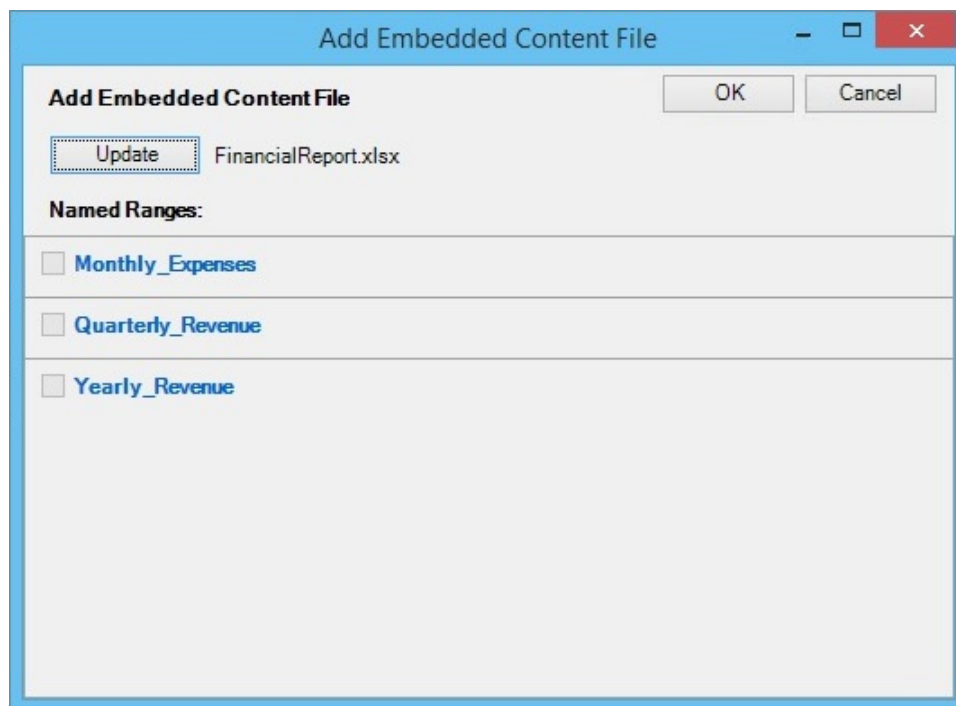 Add Embedded Content File
Add Embedded Content File
OK
Cancel
Update
FinancialReport.xlsx
Named Ranges:
Monthly_Expenses
Quarterly_Revenue
Yearly_Revenue